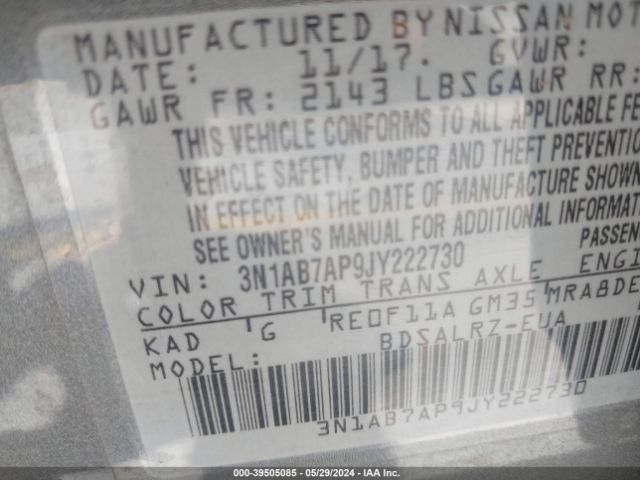 MANUFACTURED BY NISSAN MOT
DATE: 11/17. GVWR:
GAWR FR: 2143 LBS GAWR RR:
THIS VEHICLE CONFORMS TO ALL APPLICABLE FE
VEHICLE SAFETY, BUMPER AND THEFT PREVENTIO
IN EFFECT ON THE DATE OF MANUFACTURE SHOWN
SEE OWNER'S MANUAL FOR ADDITIONAL INFORMAT
PASSEN
VIN: 3N1AB7AP9JY222730
COLOR TRIM TRANS AXLE ENGI
KAD G RE0F11A GM35 MRA8DE
MODEL: BDSALRZ-EUA
3N1AB7AP9JY222730
000-39505085 - 05/29/2024 - IAA Inc.